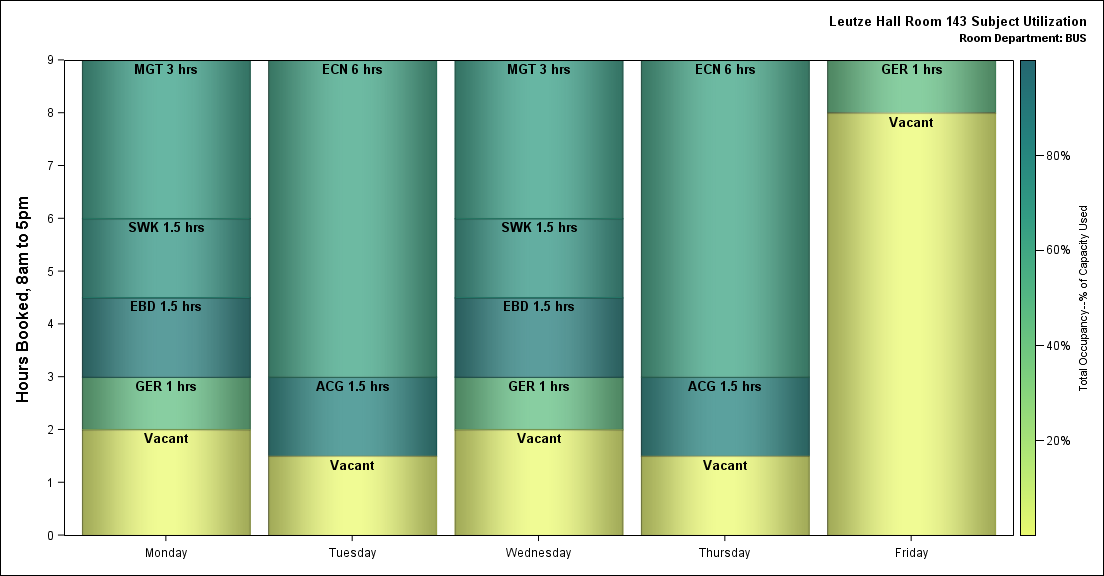 Leutze Hall Room 143 Subject Utilization
Room Department: BUS
Hours Booked, 8am to 5pm
9
8
7
6
5
4
3
2
1
0
MGT 3 hrs
SWK 1.5 hrs
EBD 1.5 hrs
GER 1 hrs
Vacant
ECN 6 hrs
ACG 1.5 hrs
Vacant
MGT 3 hrs
SWK 1.5 hrs
EBD 1.5 hrs
GER 1 hrs
Vacant
ECN 6 hrs
ACG 1.5 hrs
Vacant
GER 1 hrs
Vacant
Monday
Tuesday
Wednesday
Thursday
Friday
80%
60%
40%
20%
Total Occupancy--% of Capacity Used